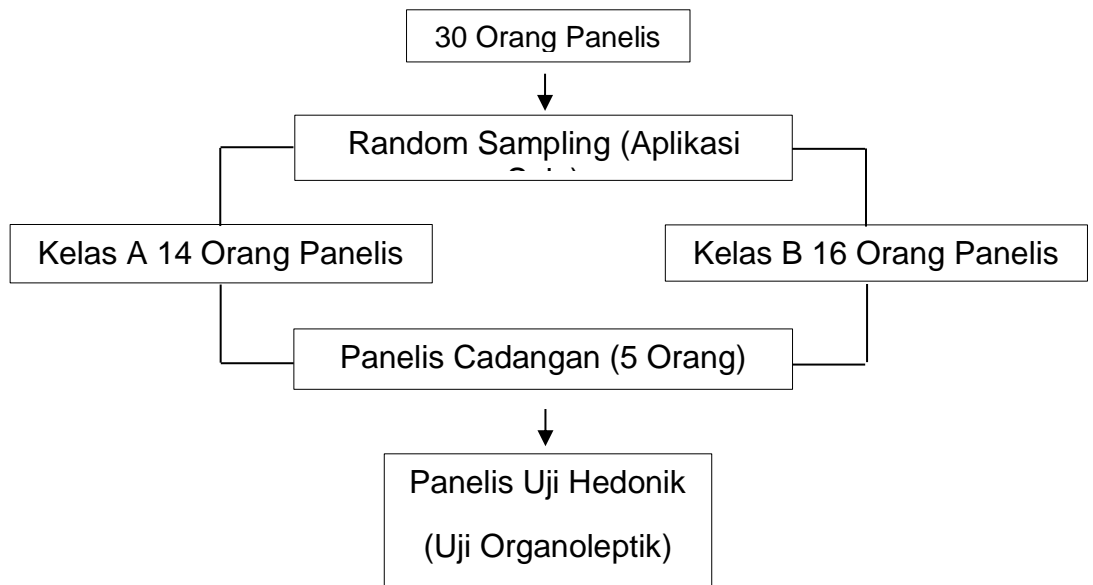 30 Orang Panelis
Random Sampling (Aplikasi
Kelas A 14 Orang Panelis
Kelas B 16 Orang Panelis
Panelis Cadangan (5 Orang)
Panelis Uji Hedonik
(Uji Organoleptik)